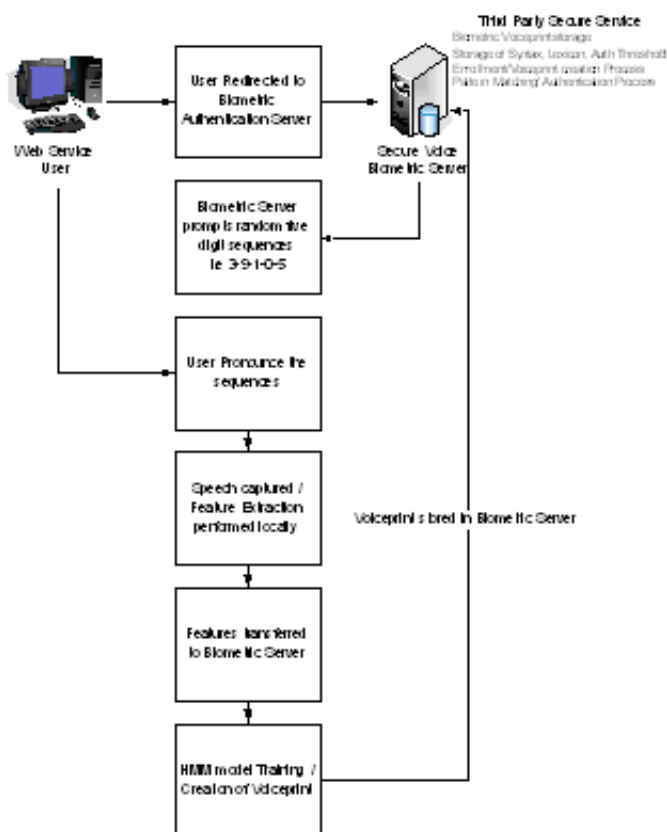 Third Party Secure Service
Biometric Voiceprint storage
Storage of Syntax, Lexicon, Auth Threshold
Enrollment/Voiceprint creation Process
Pattern Matching/ Authentication Process
User Redirected to
Biometric
Authentication Server
Web Service
User
Secure Voice
Biometric Server
Biometric Server
prompts random five
digit sequences
ie 3-9-1-0-5
User Pronounce the
sequences
Speech captured /
Feature Extraction
performed locally
Voiceprint stored in Biometric Server
Features transferred
to Biometric Server
HMM model Training /
Creation of Voiceprint